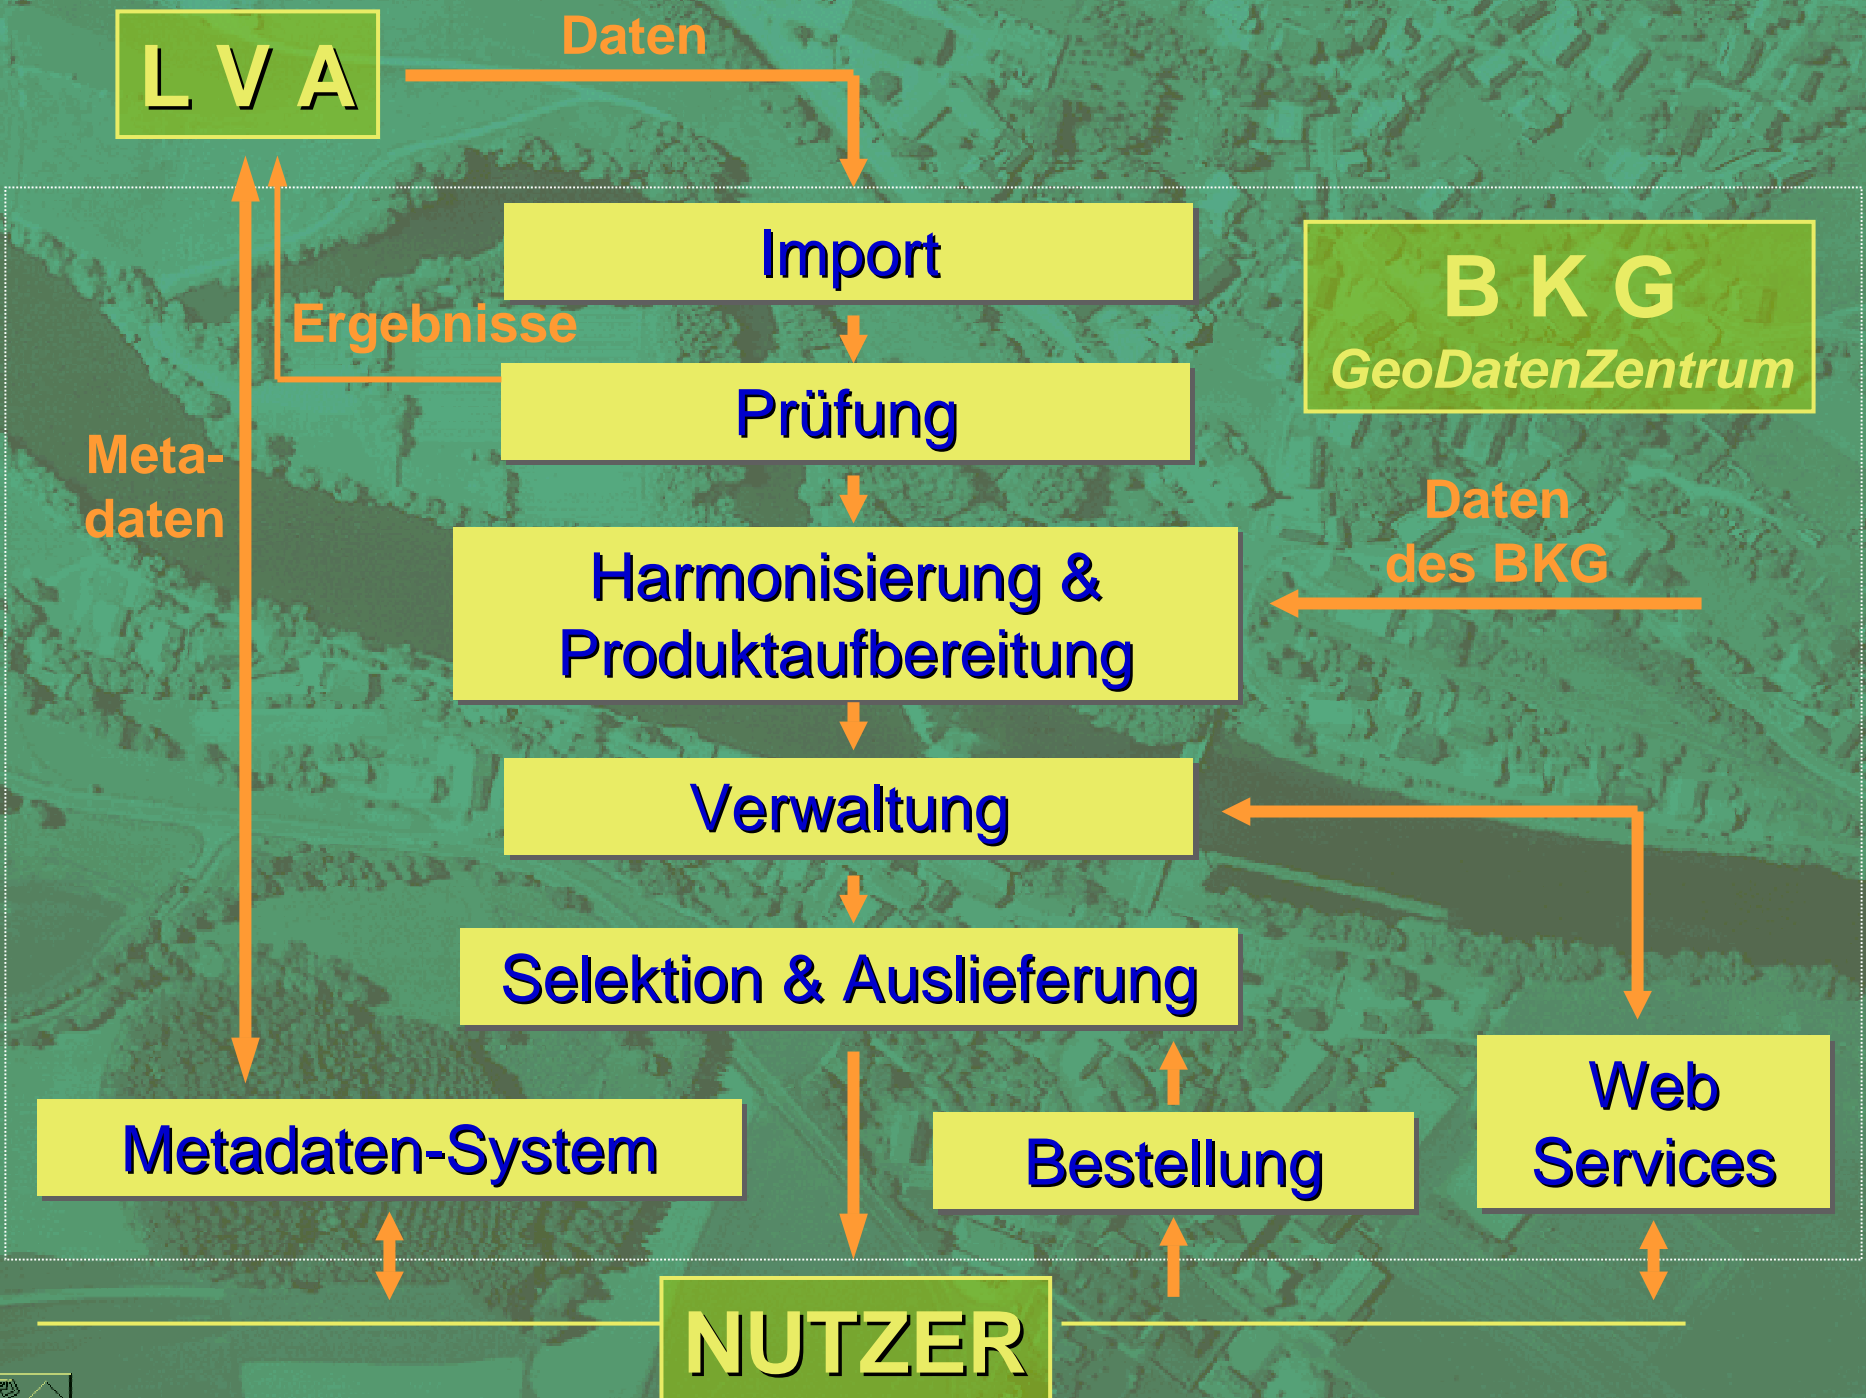 L V A
Daten
Import
B K G
GeoDatenZentrum
Ergebnisse
Prüfung
Meta-
daten
Daten
des BKG
Harmonisierung &
Produktaufbereitung
Verwaltung
Selektion & Auslieferung
Metadaten-System
Bestellung
Web
Services
NUTZER